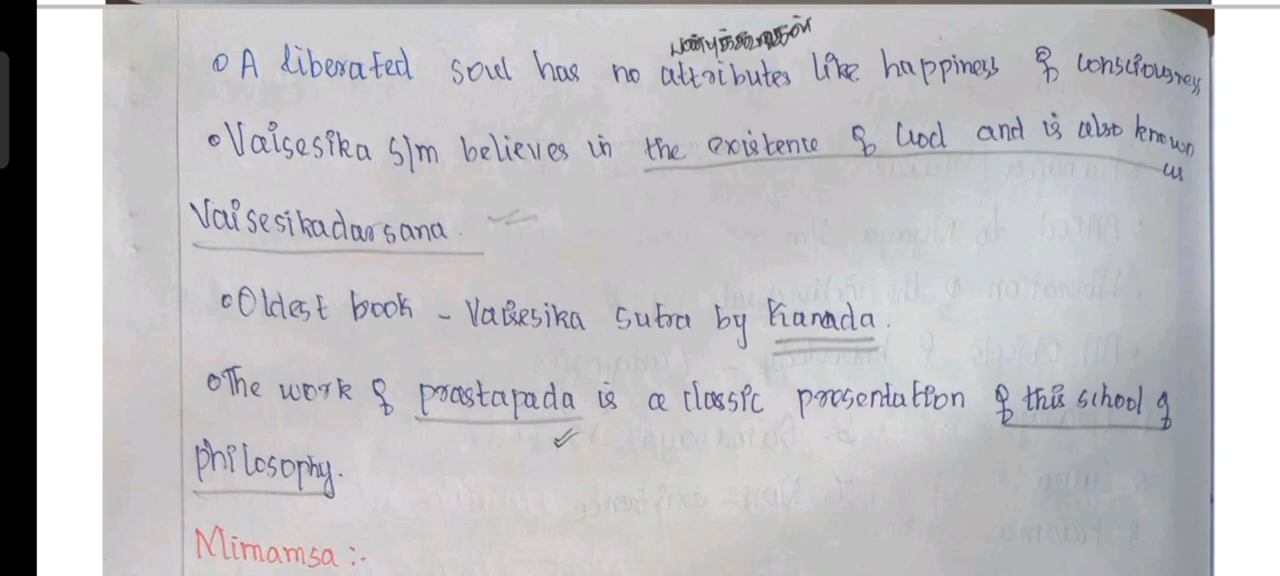 பண்புக்கூறுகள்
A liberated soul has no attributes like happiness & consciousness
Vaisesika s/m believes in the existence of God and is also known
as
Vaisesikadarsana.
Oldest book - Vaisesika sutra by Kanada.
The work of prastapada is a classic presentation of this school of
philosophy.
Mimamsa :-